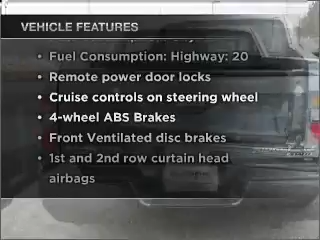 VEHICLE FEATURES
• Fuel Consumption: Highway: 20
• Remote power door locks
• Cruise controls on steering wheel
• 4-wheel ABS Brakes
• Front Ventilated disc brakes
• 1st and 2nd row curtain head
airbags